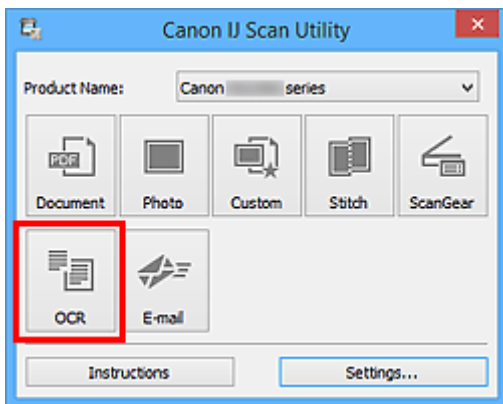 Canon IJ Scan Utility
Product Name: Canon series
PDF
Document Photo Custom Stitch ScanGear
OCR E-mail
Instructions Settings...